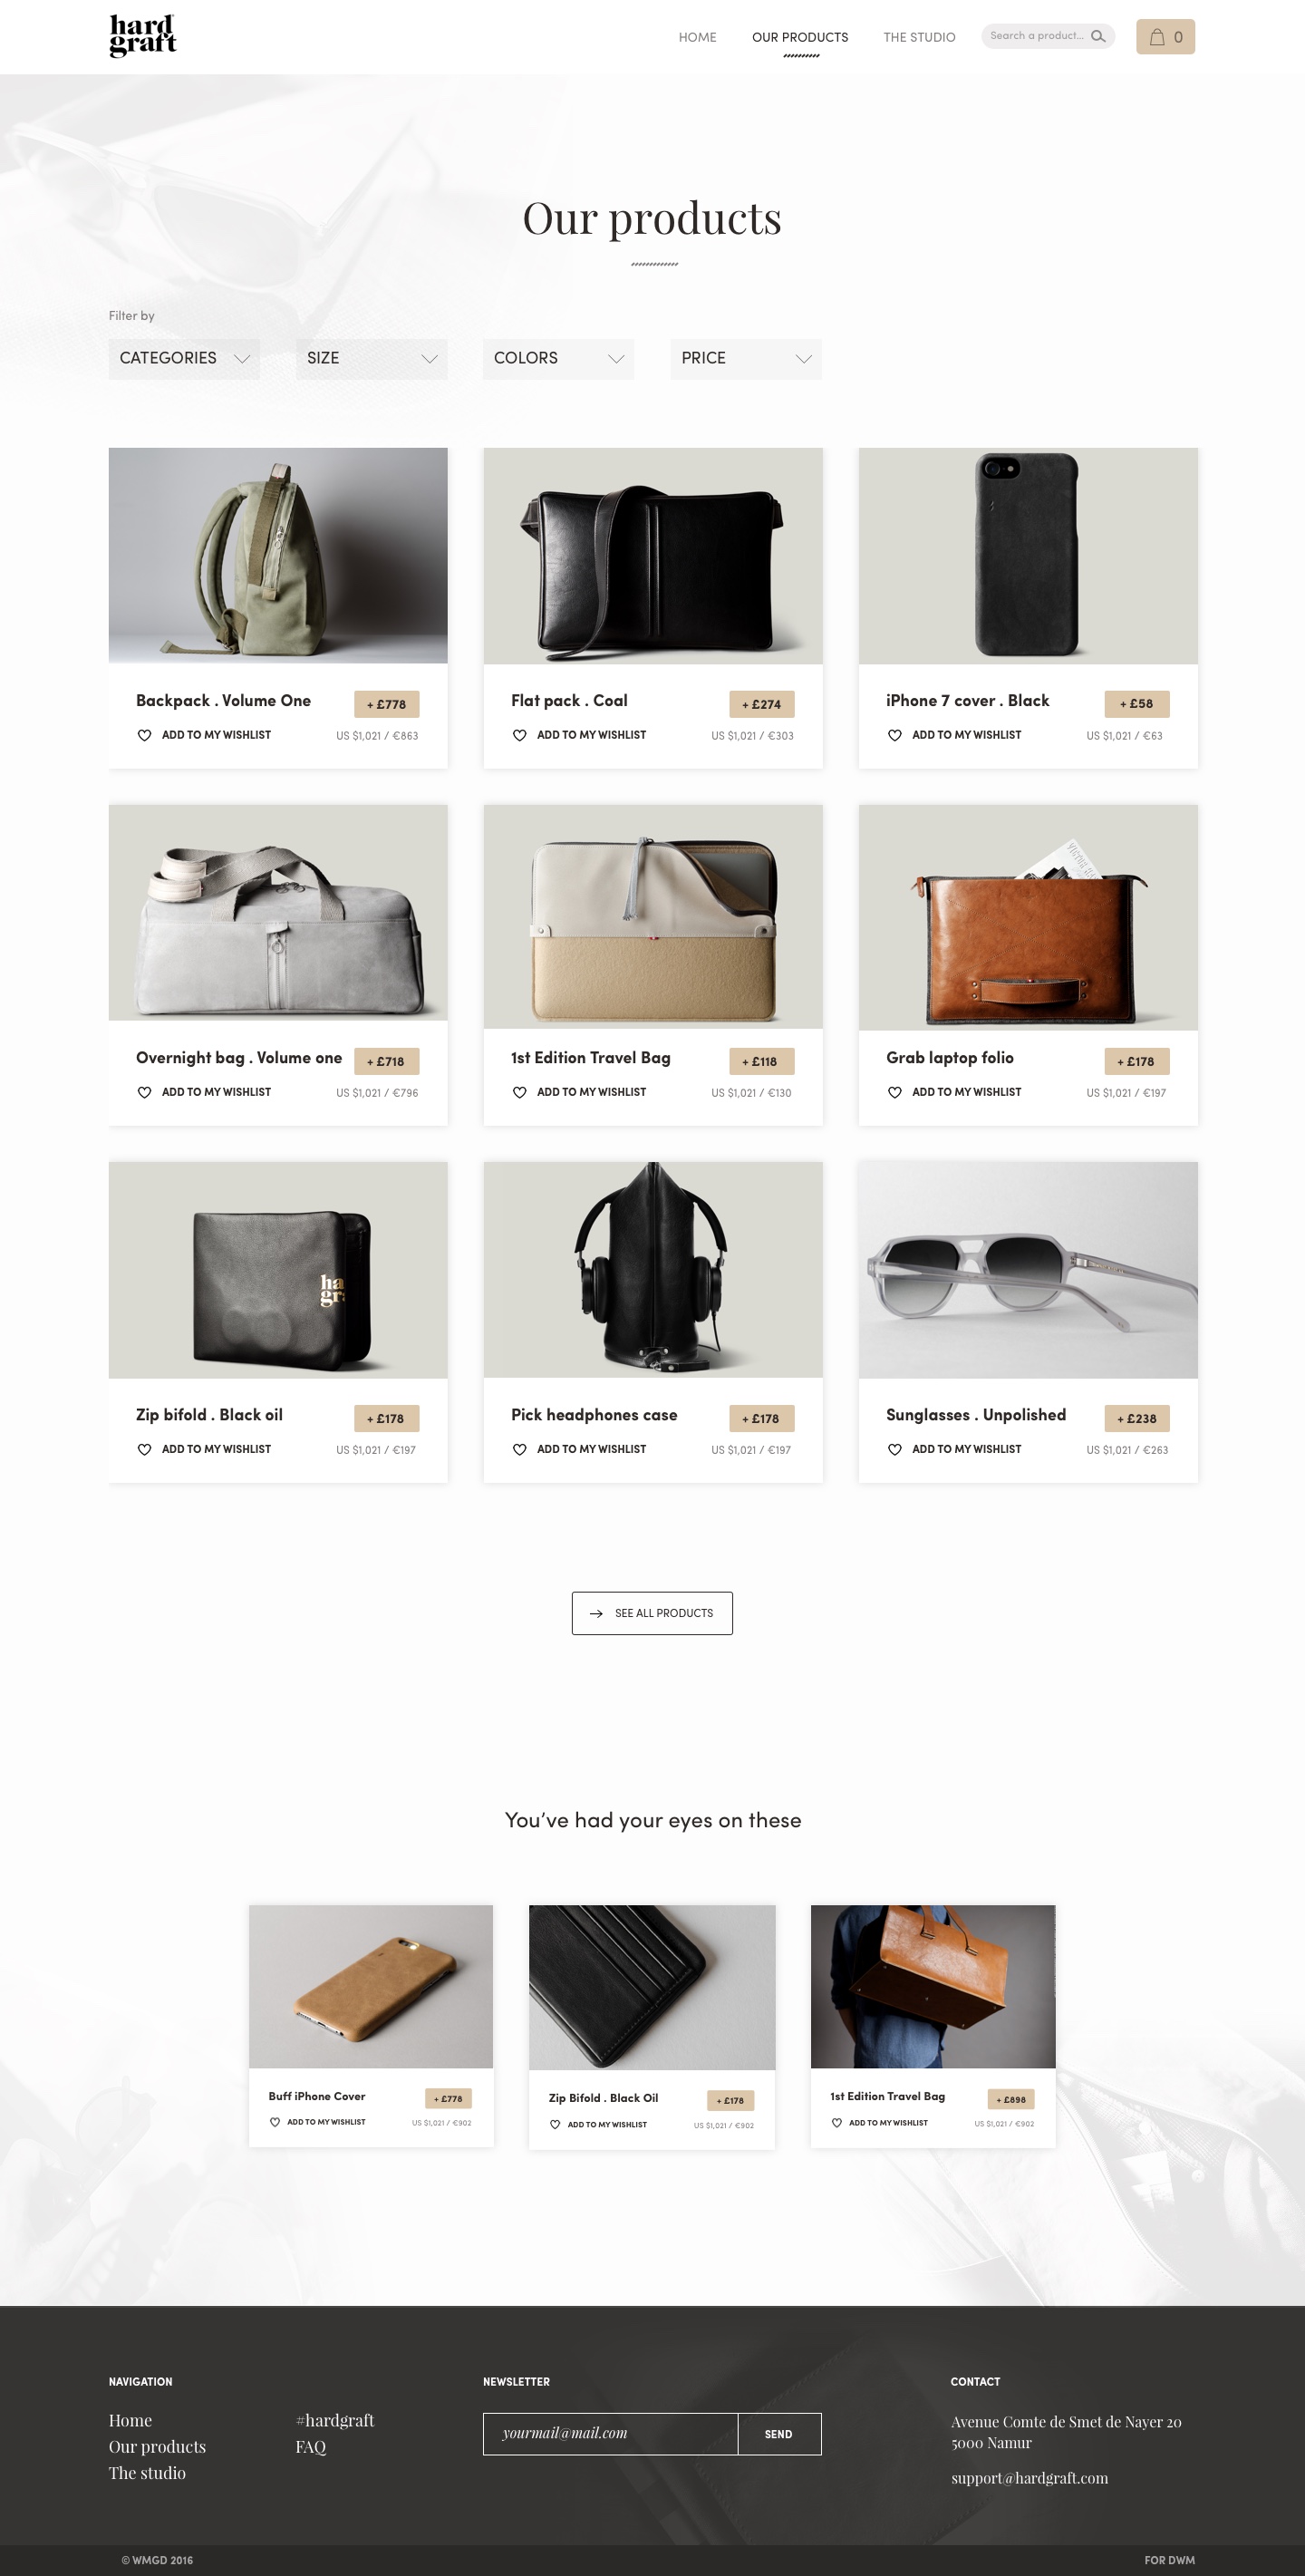 hard
graft
HOME
OUR PRODUCTS
THE STUDIO
Search a product...
0
Our products
Filter by
CATEGORIES
SIZE
COLORS
PRICE
Backpack . Volume One
+ £778
ADD TO MY WISHLIST
US $1,021 / €863
Flat pack . Coal
+ £274
ADD TO MY WISHLIST
US $1,021 / €303
iPhone 7 cover . Black
+ £58
ADD TO MY WISHLIST
US $1,021 / €63
Overnight bag . Volume one
+ £718
ADD TO MY WISHLIST
US $1,021 / €796
1st Edition Travel Bag
+ £118
ADD TO MY WISHLIST
US $1,021 / €130
Grab laptop folio
+ £178
ADD TO MY WISHLIST
US $1,021 / €197
ha
gra
Zip bifold . Black oil
+ £178
ADD TO MY WISHLIST
US $1,021 / €197
Pick headphones case
+ £178
ADD TO MY WISHLIST
US $1,021 / €197
Sunglasses . Unpolished
+ £238
ADD TO MY WISHLIST
US $1,021 / €263
SEE ALL PRODUCTS
You've had your eyes on these
Buff iPhone Cover
+ £778
ADD TO MY WISHLIST
US $1,021 / €902
Zip Bifold . Black Oil
+ £178
ADD TO MY WISHLIST
US $1,021 / €902
1st Edition Travel Bag
+ £898
ADD TO MY WISHLIST
US $1,021 / €902
NAVIGATION
Home
Our products
The studio
#hardgraft
FAQ
NEWSLETTER
yourmail@mail.com
SEND
CONTACT
Avenue Comte de Smet de Nayer 20
5000 Namur
support@hardgraft.com
© WMGD 2016
FOR DWM